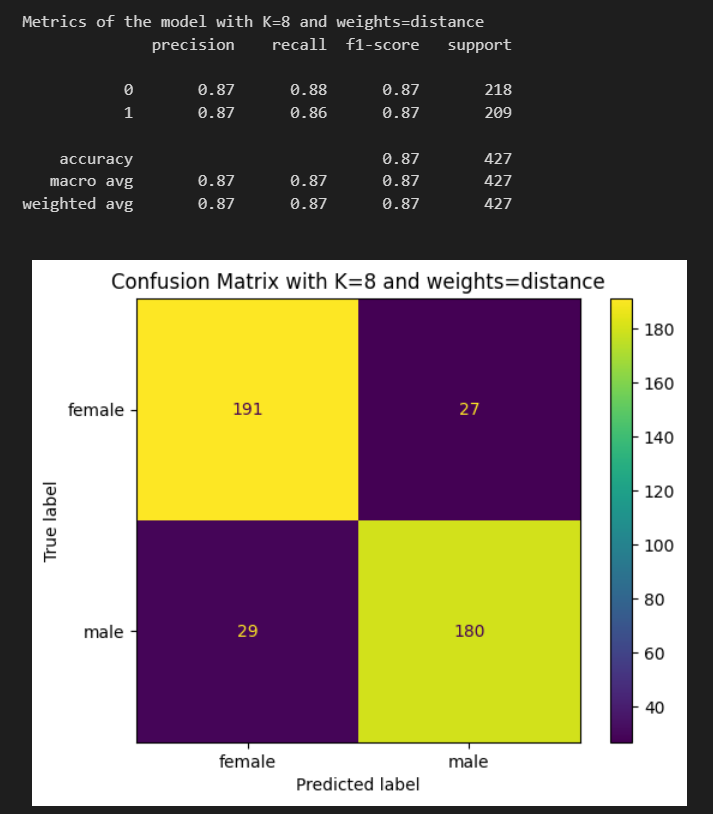 Metrics of the model with K=8 and weights=distance
precision recall f1-score support
0 0.87 0.88 0.87 218
1 0.87 0.86 0.87 209
accuracy 0.87 427
macro avg 0.87 0.87 0.87 427
weighted avg 0.87 0.87 0.87 427
Confusion Matrix with K=8 and weights=distance
True label
female
191
27
male
29
180
female
male
Predicted label
180
160
140
120
100
80
60
40